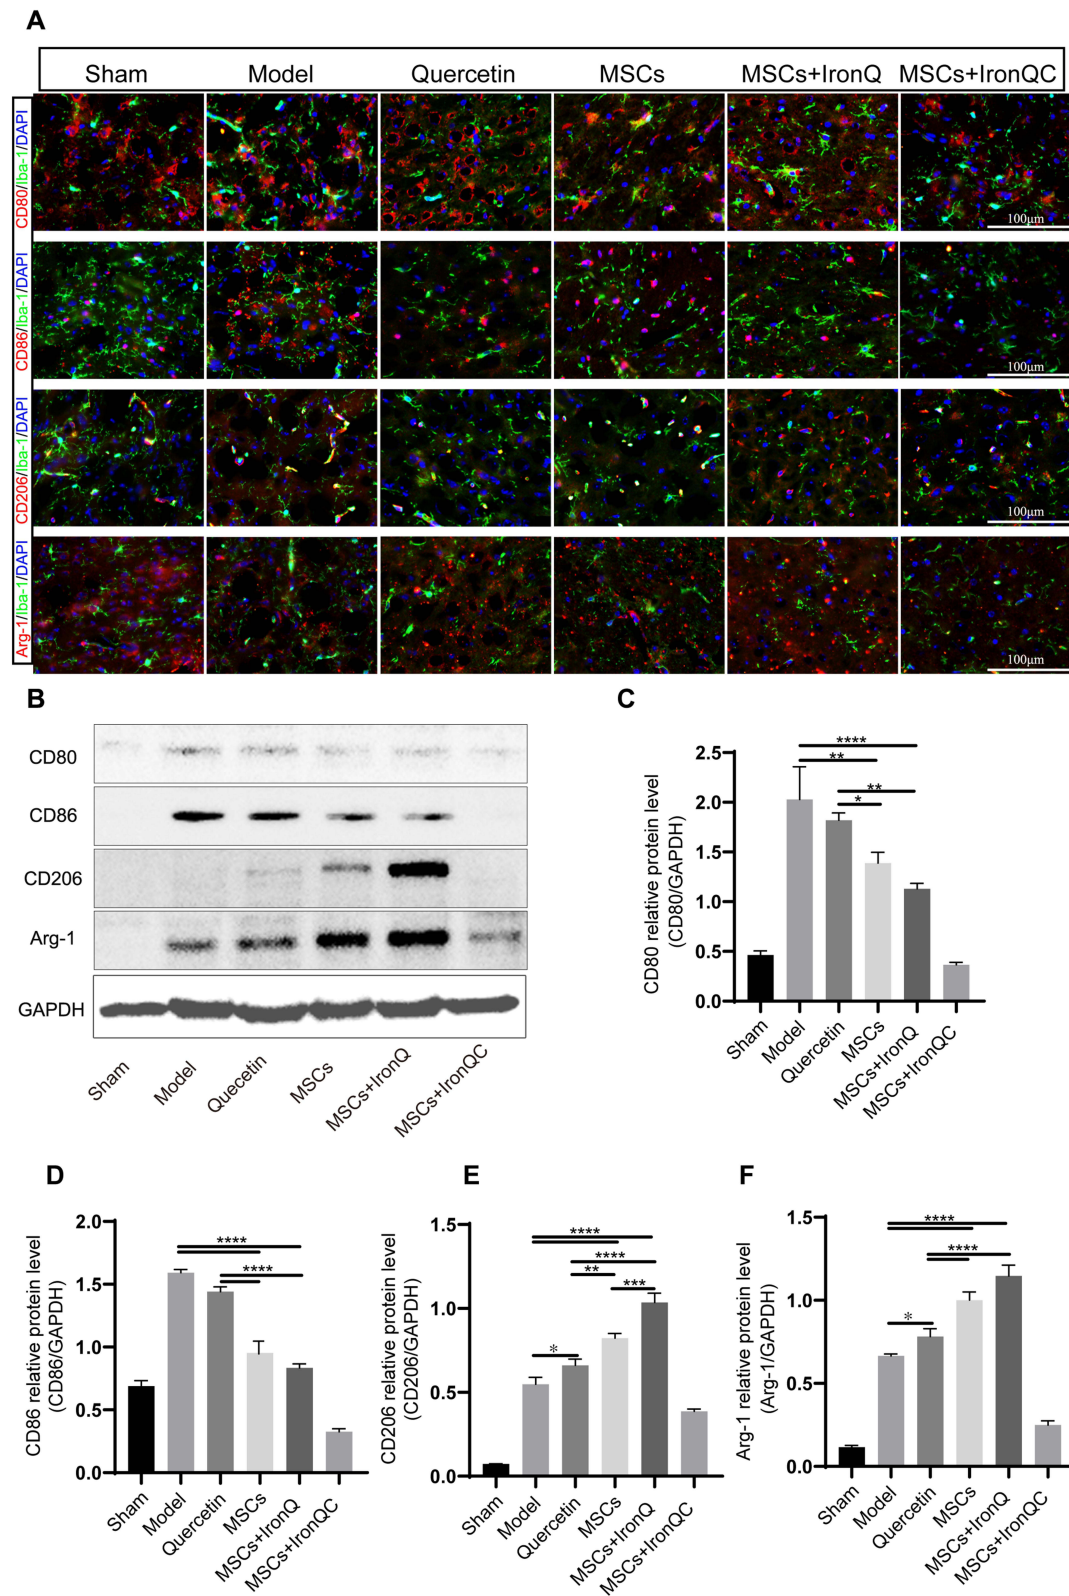 A
Sham Model Quercetin MSCs MSCs+IronQ MSCs+IronQC
CD80/Iba-1/DAPI
100μm
CD86/Iba-1/DAPI
100μm
CD206/Iba-1/DAPI
100μm
Arg-1/Iba-1/DAPI
100μm
B
CD80
CD86
CD206
Arg-1
GAPDH
Sham
Model
Quecetin
MSCs
MSCs+IronQ
MSCs+IronQC
C
CD80 relative protein level
(CD80/GAPDH)
2.5
2.0
1.5
1.0
0.5
0.0
****
**
**
*
Sham
Model
Quercetin
MSCs
MSCs+IronQ
MSCs+IronQC
D
CD86 relative protein level
(CD86/GAPDH)
2.0
1.5
1.0
0.5
0.0
****
****
Sham
Model
Quercetin
MSCs
MSCs+IronQ
MSCs+IronQC
E
CD206 relative protein level
(CD206/GAPDH)
1.5
1.0
0.5
0.0
****
****
**
***
*
Sham
Model
Quercetin
MSCs
MSCs+IronQ
MSCs+IronQC
F
Arg-1 relative protein level
(Arg-1/GAPDH)
1.5
1.0
0.5
0.0
****
****
*
Sham
Model
Quercetin
MSCs
MSCs+IronQ
MSCs+IronQC